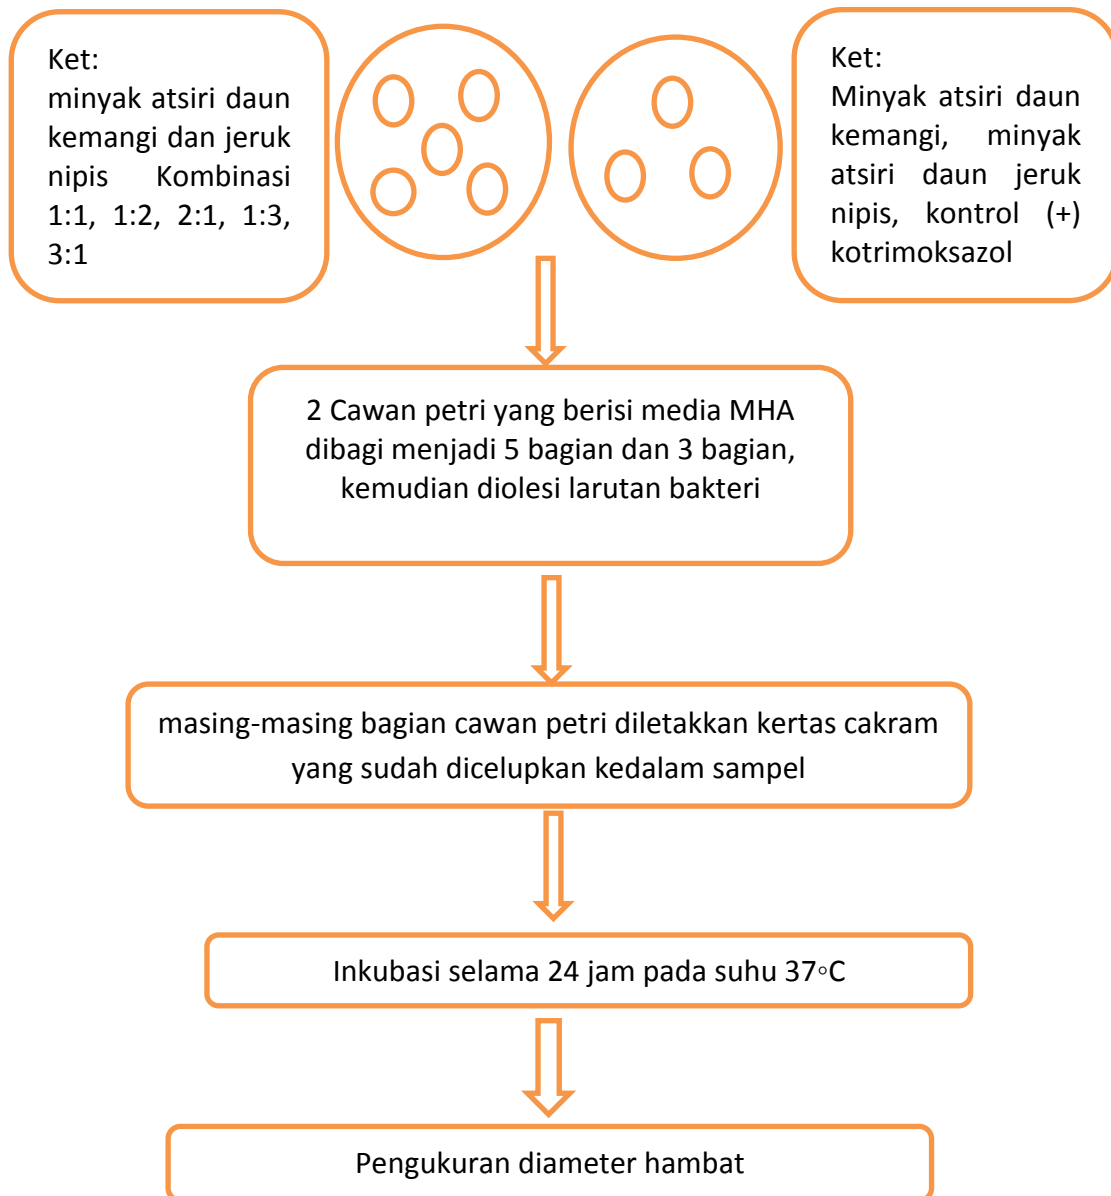 Ket:
minyak atsiri daun
kemangi dan jeruk
nipis Kombinasi
1:1, 1:2, 2:1, 1:3,
3:1
Ket:
Minyak atsiri daun
kemangi, minyak
atsiri daun jeruk
nipis, kontrol (+)
kotrimoksazol
2 Cawan petri yang berisi media MHA
dibagi menjadi 5 bagian dan 3 bagian,
kemudian diolesi larutan bakteri
masing-masing bagian cawan petri diletakkan kertas cakram
yang sudah dicelupkan kedalam sampel
Inkubasi selama 24 jam pada suhu 37◦C
Pengukuran diameter hambat